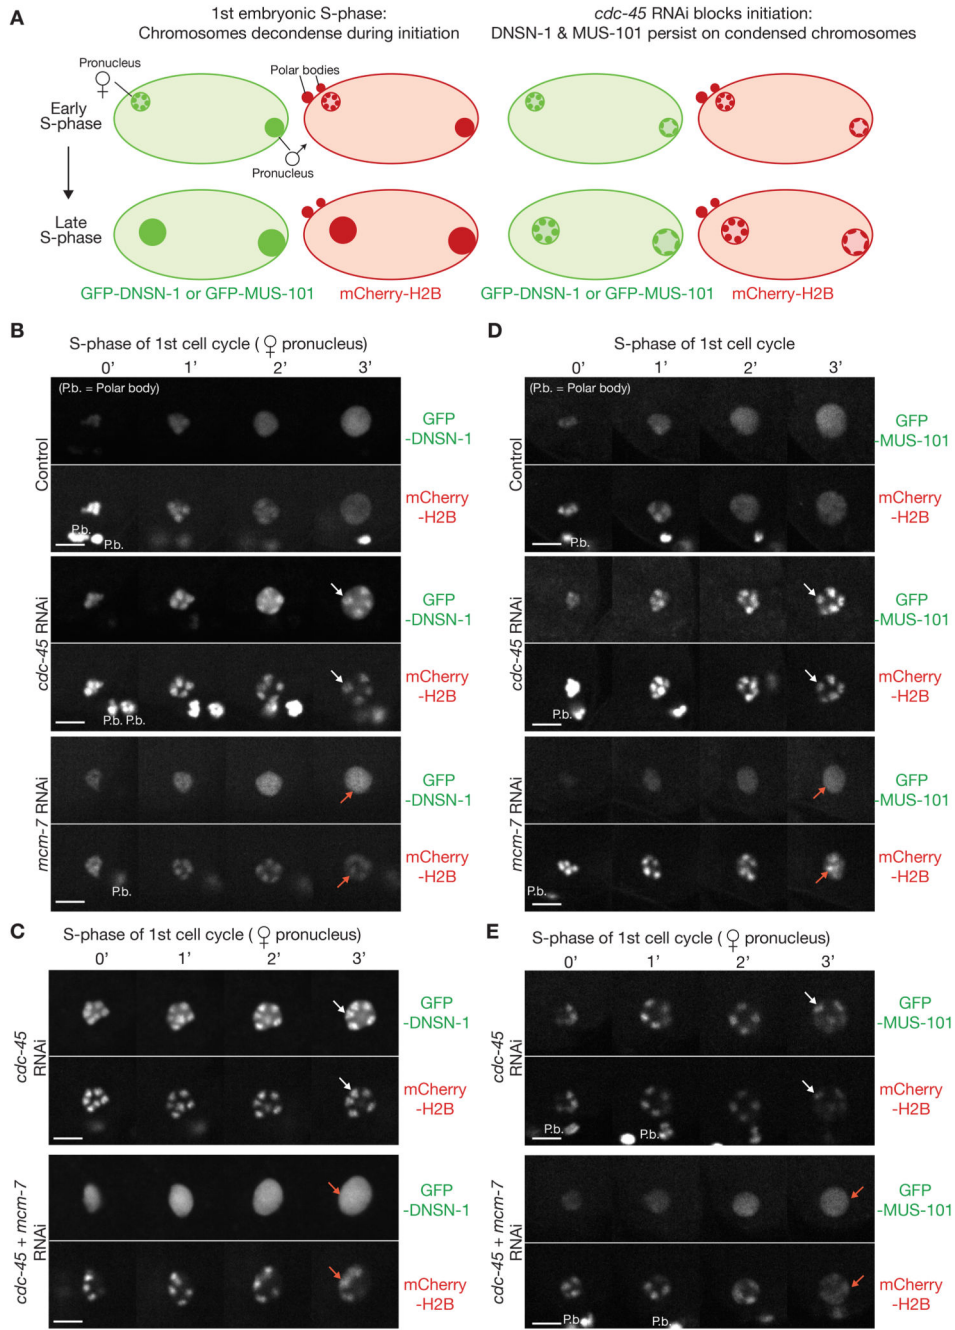 A
1st embryonic S-phase:
Chromosomes decondense during initiation
cdc-45 RNAi blocks initiation:
DNSN-1 & MUS-101 persist on condensed chromosomes
Pronucleus
♀
Polar bodies
Early
S-phase
♂
Pronucleus
Late
S-phase
GFP-DNSN-1 or GFP-MUS-101
mCherry-H2B
GFP-DNSN-1 or GFP-MUS-101
mCherry-H2B
B
S-phase of 1st cell cycle (♀ pronucleus)
0’ 1’ 2’ 3’
(P.b. = Polar body)
Control
GFP
-DNSN-1
mCherry
-H2B
P.b.
P.b.
cdc-45 RNAi
GFP
-DNSN-1
mCherry
-H2B
P.b. P.b.
mcm-7 RNAi
GFP
-DNSN-1
mCherry
-H2B
P.b.
D
S-phase of 1st cell cycle
0’ 1’ 2’ 3’
(P.b. = Polar body)
Control
GFP
-MUS-101
mCherry
-H2B
P.b.
cdc-45 RNAi
GFP
-MUS-101
mCherry
-H2B
P.b.
mcm-7 RNAi
GFP
-MUS-101
mCherry
-H2B
P.b.
C
S-phase of 1st cell cycle (♀ pronucleus)
0’ 1’ 2’ 3’
cdc-45
RNAi
GFP
-DNSN-1
mCherry
-H2B
cdc-45 + mcm-7
RNAi
GFP
-DNSN-1
mCherry
-H2B
E
S-phase of 1st cell cycle (♀ pronucleus)
0’ 1’ 2’ 3’
cdc-45
RNAi
GFP
-MUS-101
mCherry
-H2B
P.b. P.b.
cdc-45 + mcm-7
RNAi
GFP
-MUS-101
mCherry
-H2B
P.b. P.b.